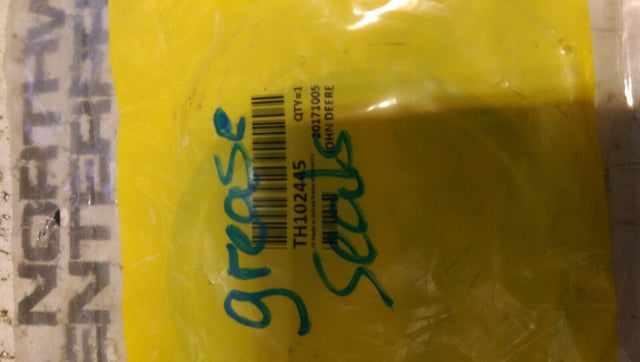 NORTHW
ENTERPR
grease
QTY=1
TH102445
20171005
JOHN DEERE
seals